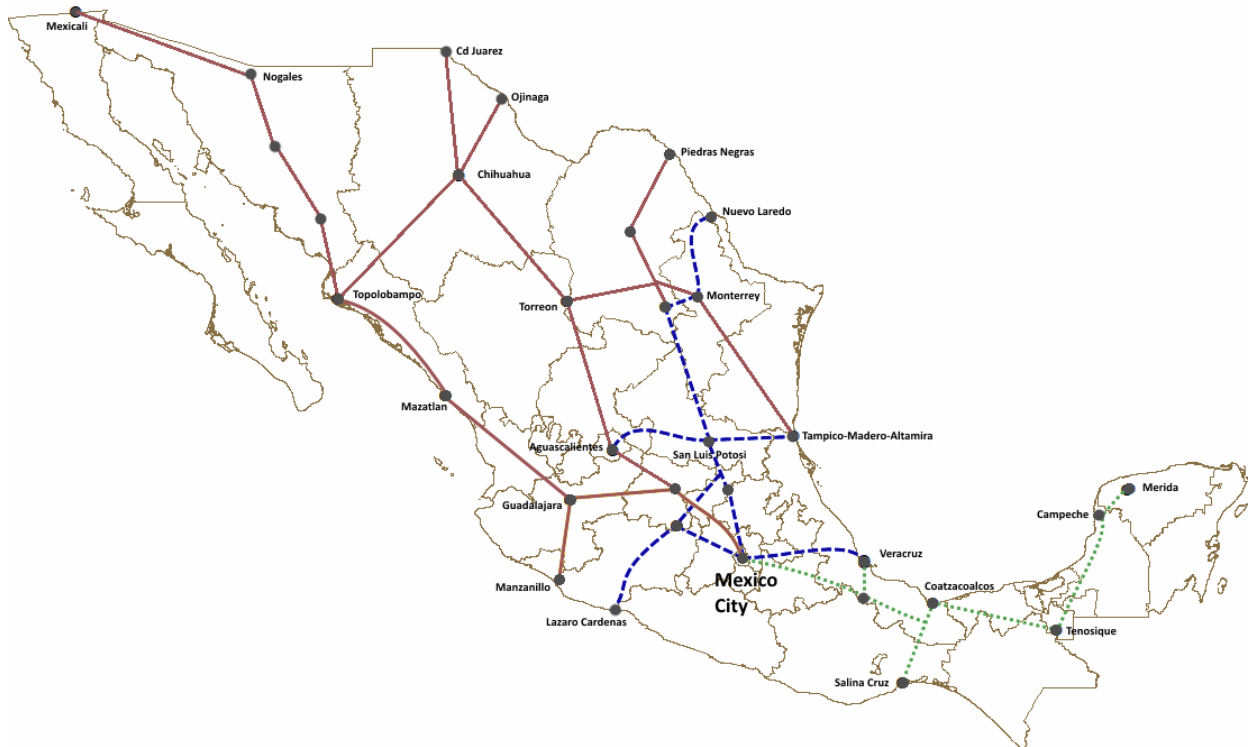 Mexicali
Nogales
Cd Juarez
Ojinaga
Piedras Negras
Chihuahua
Nuevo Laredo
Topolobampo
Torreon
Monterrey
Mazatlan
Aguascalientes
San Luis Potosi
Tampico-Madero-Altamira
Guadalajara
Merida
Campeche
Manzanillo
Mexico
City
Veracruz
Coatzacoalcos
Lazaro Cardenas
Tenosique
Salina Cruz